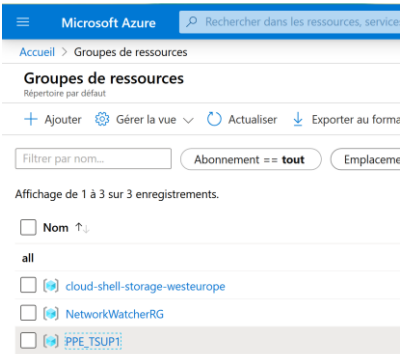 Microsoft Azure
Rechercher dans les ressources, services
Accueil > Groupes de ressources
Groupes de ressources
Répertoire par défaut
+ Ajouter Gérer la vue Actualiser Exporter au forma
Filtrer par nom...
Abonnement == tout
Emplaceme
Affichage de 1 à 3 sur 3 enregistrements.
Nom ↑↓
all
cloud-shell-storage-westeurope
NetworkWatcherRG
PPE_TSUP1